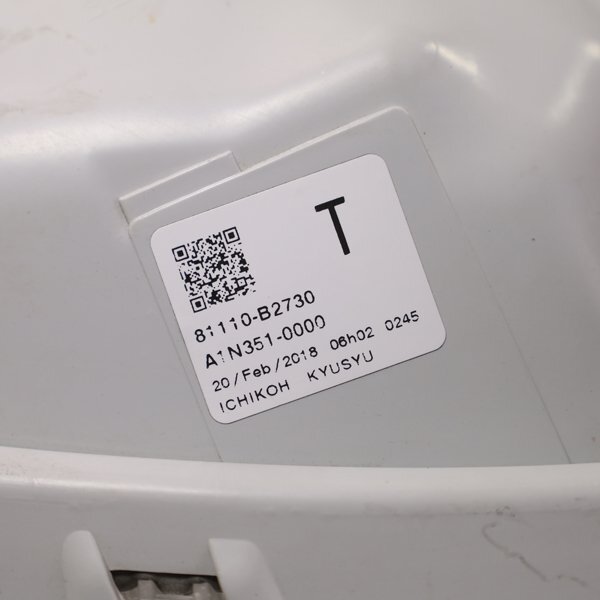 T
81110-B2730
A1N351-0000
20/Feb/2018 06h02 0245
ICHIKOH KYUSYU